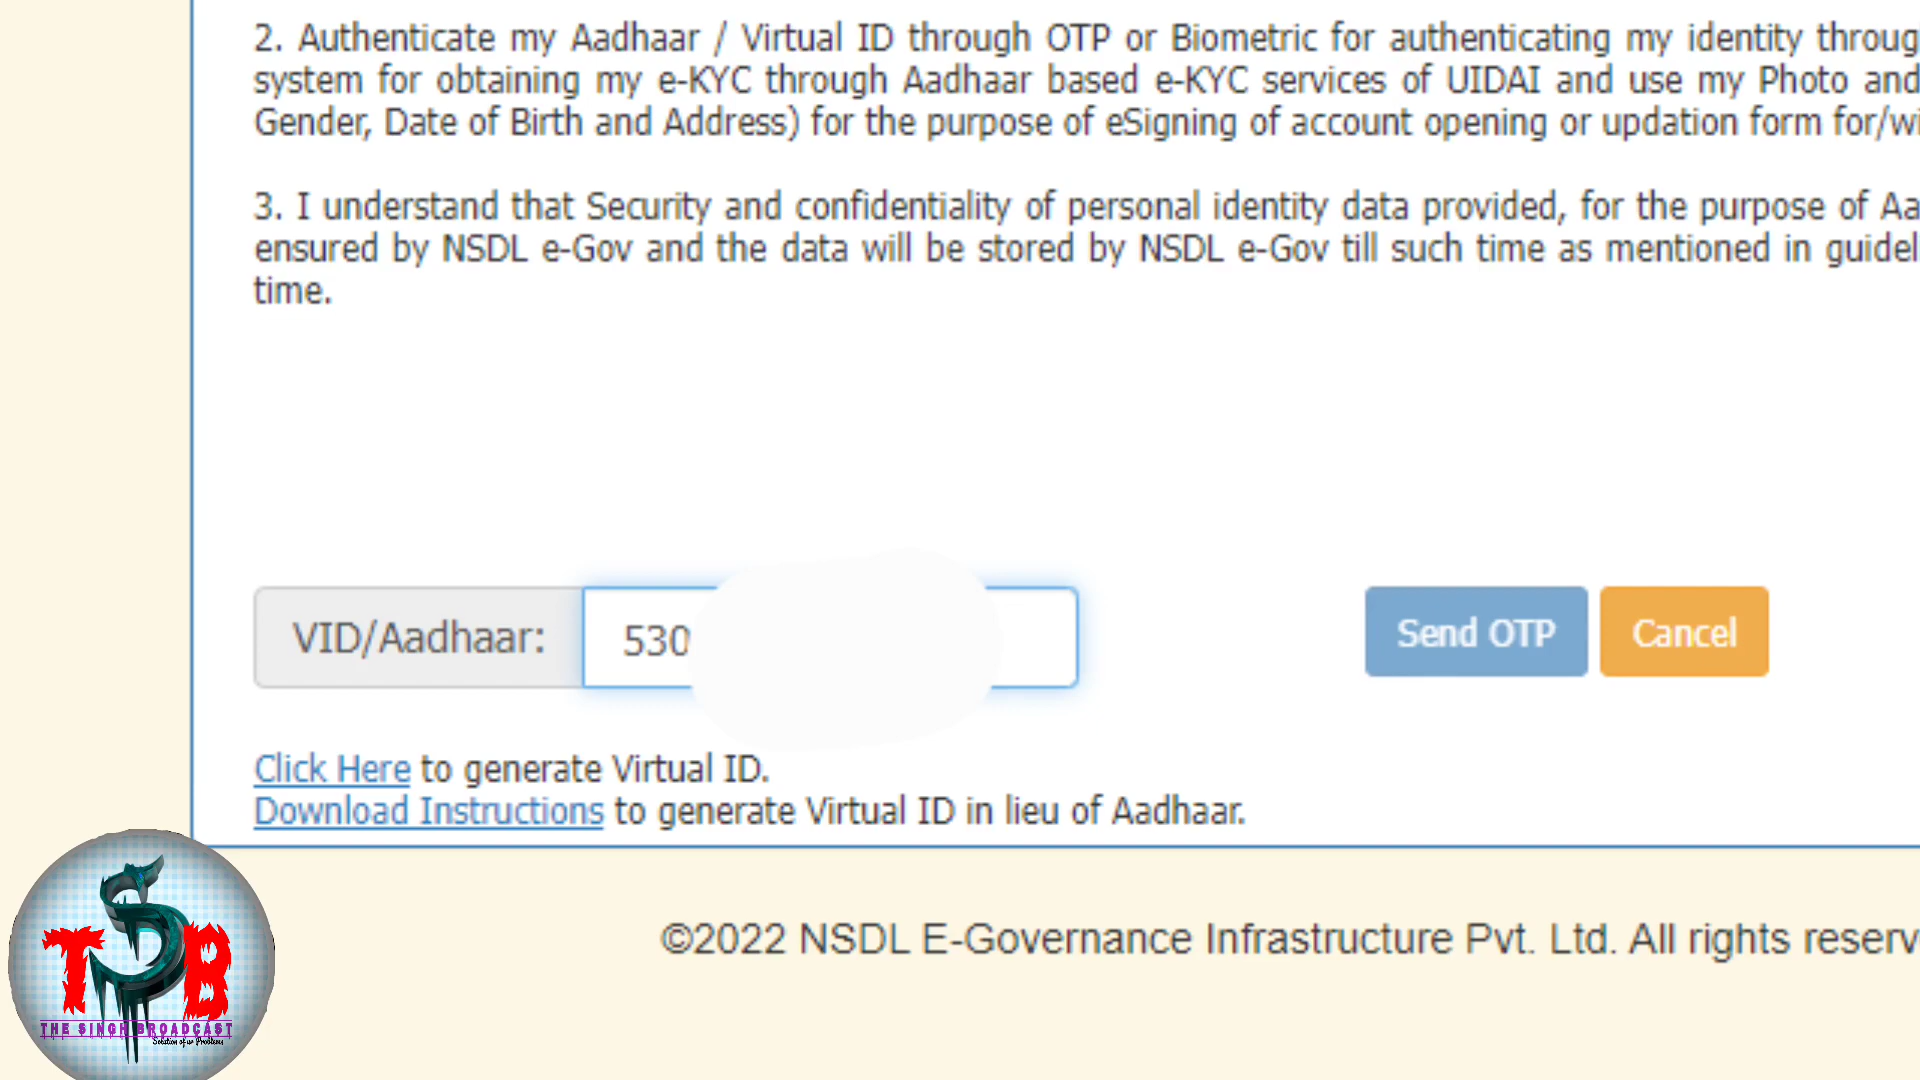 2. Authenticate my Aadhaar / Virtual ID through OTP or Biometric for authenticating my identity throug
system for obtaining my e-KYC through Aadhaar based e-KYC services of UIDAI and use my Photo and
Gender, Date of Birth and Address) for the purpose of eSigning of account opening or updation form for/wi
3. I understand that Security and confidentiality of personal identity data provided, for the purpose of Aa
ensured by NSDL e-Gov and the data will be stored by NSDL e-Gov till such time as mentioned in guidel
time.
VID/Aadhaar: 530
Send OTP Cancel
Click Here to generate Virtual ID.
Download Instructions to generate Virtual ID in lieu of Aadhaar.
©2022 NSDL E-Governance Infrastructure Pvt. Ltd. All rights reserv
TSB
THE SINGH BROADCAST
Solution of ur Problems